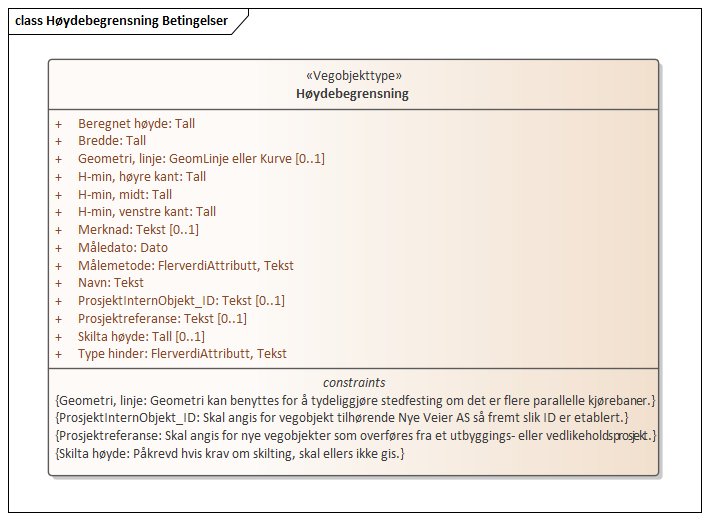 class Høydebegrensning Betingelser
«Vegobjekttype»
Høydebegrensning
+ Beregnet høyde: Tall
+ Bredde: Tall
+ Geometri, linje: GeomLinje eller Kurve [0..1]
+ H-min, høyre kant: Tall
+ H-min, midt: Tall
+ H-min, venstre kant: Tall
+ Merknad: Tekst [0..1]
+ Måledato: Dato
+ Målemetode: FlerverdiAttributt, Tekst
+ Navn: Tekst
+ ProsjektInternObjekt_ID: Tekst [0..1]
+ Prosjektreferanse: Tekst [0..1]
+ Skilta høyde: Tall [0..1]
+ Type hinder: FlerverdiAttributt, Tekst
constraints
{Geometri, linje: Geometri kan benyttes for å tydeliggjøre stedfesting om det er flere parallelle kjørebaner.}
{ProsjektInternObjekt_ID: Skal angis for vegobjekt tilhørende Nye Veier AS så fremt slik ID er etablert.}
{Prosjektreferanse: Skal angis for nye vegobjekter som overføres fra et utbyggings- eller vedlikeholdsprosjekt.}
{Skilta høyde: Påkrevd hvis krav om skilting, skal ellers ikke gis.}